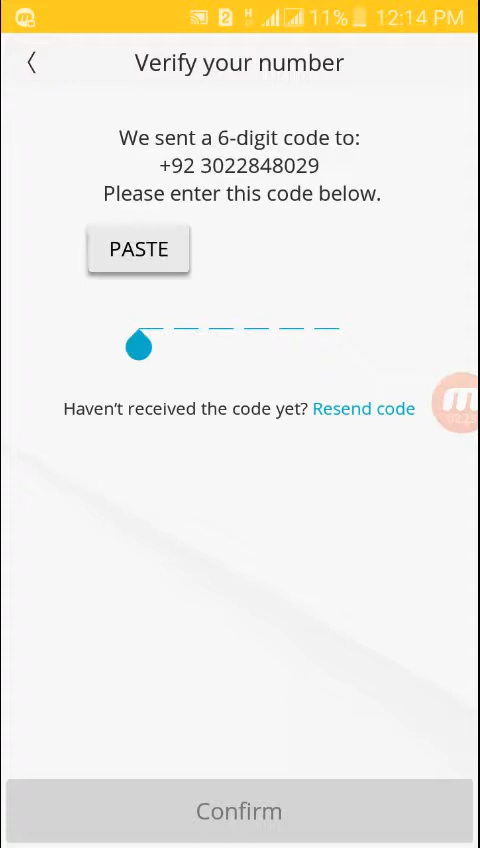 2 H 11% 12:14 PM
Verify your number
We sent a 6-digit code to:
+92 3022848029
Please enter this code below.
PASTE
Haven't received the code yet? Resend code
Confirm